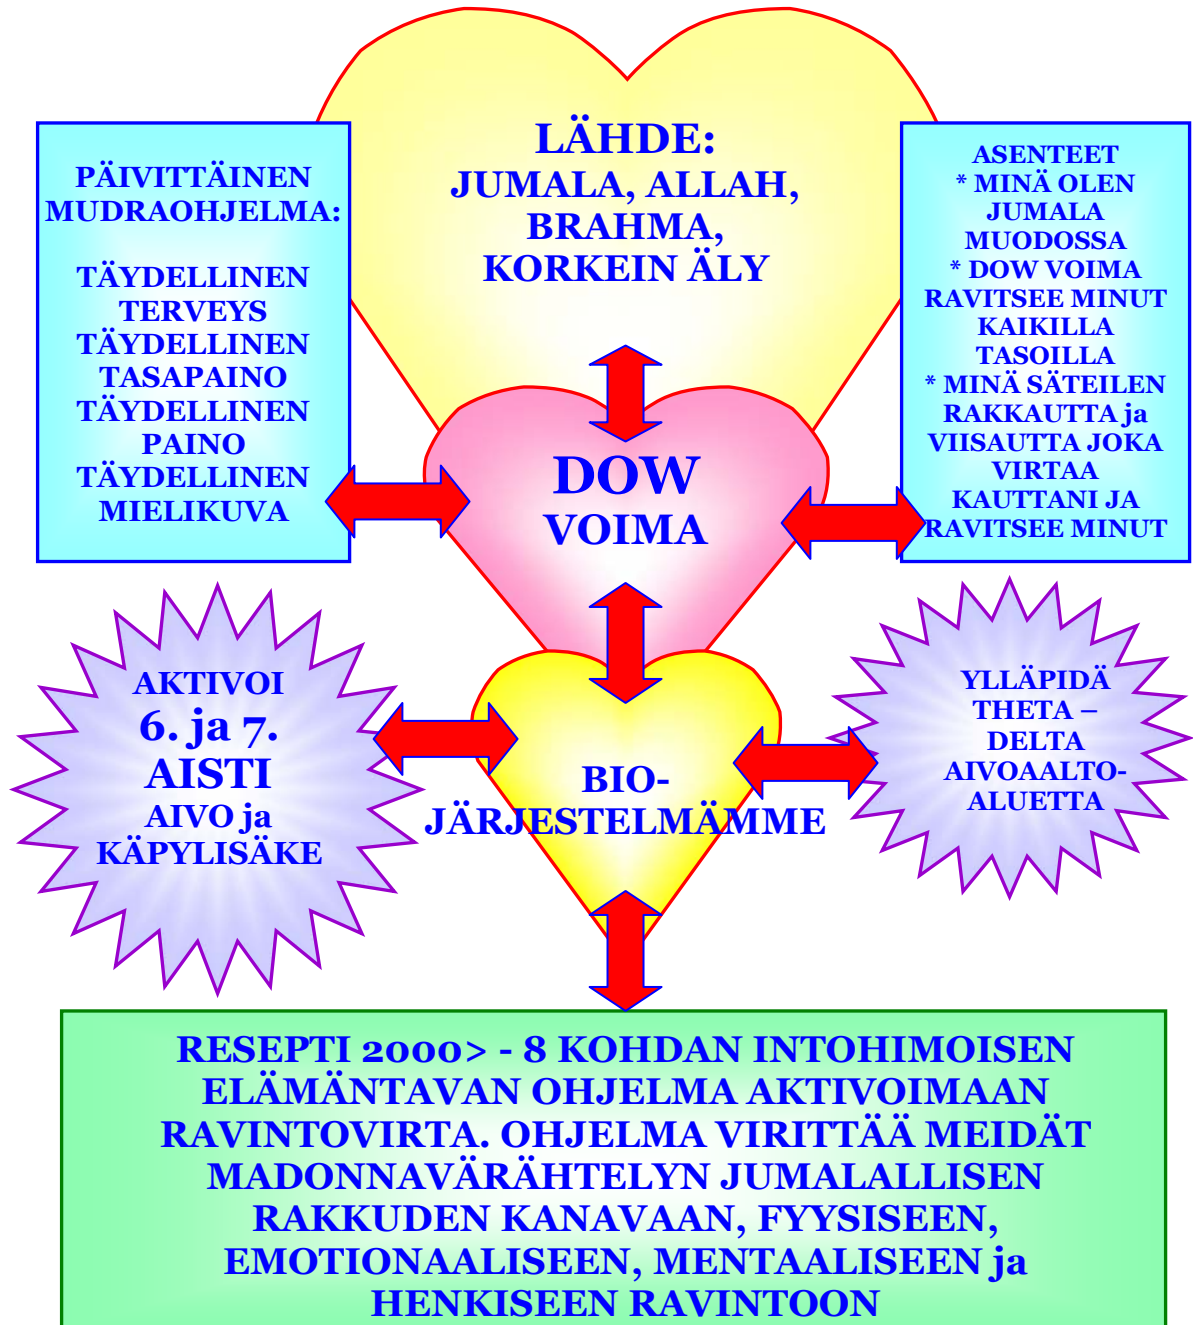 LÄHDE:
JUMALA, ALLAH,
BRAHMA,
KORKEIN ÄLY
PÄIVITTÄINEN
MUDRAOHJELMA:
TÄYDELLINEN
TERVEYS
TÄYDELLINEN
TASAPAINO
TÄYDELLINEN
PAINO
TÄYDELLINEN
MIELIKUVA
ASENTEET
* MINÄ OLEN
JUMALA
MUODOSSA
* DOW VOIMA
RAVITSEE MINUT
KAIKILLA
TASOILLA
* MINÄ SÄTEILEN
RAKKAUTTA ja
VIISAUTTA JOKA
VIRTAA
KAUTTANI JA
RAVITSEE MINUT
DOW
VOIMA
AKTIVOI
6. ja 7.
AISTI
AIVO ja
KÄPYLISÄKE
YLLÄPIDÄ
THETA –
DELTA
AIVOAALTO-
ALUETTA
BIO-
JÄRJESTELMÄMME
RESEPTI 2000> - 8 KOHDAN INTOHIMOISEN
ELÄMÄNTAVAN OHJELMA AKTIVOIMAAN
RAVINTOVIRTA. OHJELMA VIRITTÄÄ MEIDÄT
MADONNAVÄRÄHTELYN JUMALALLISEN
RAKKUDEN KANAVAAN, FYYSISEEN,
EMOTIONAALISEEN, MENTAALISEEN ja
HENKISEEN RAVINTOON